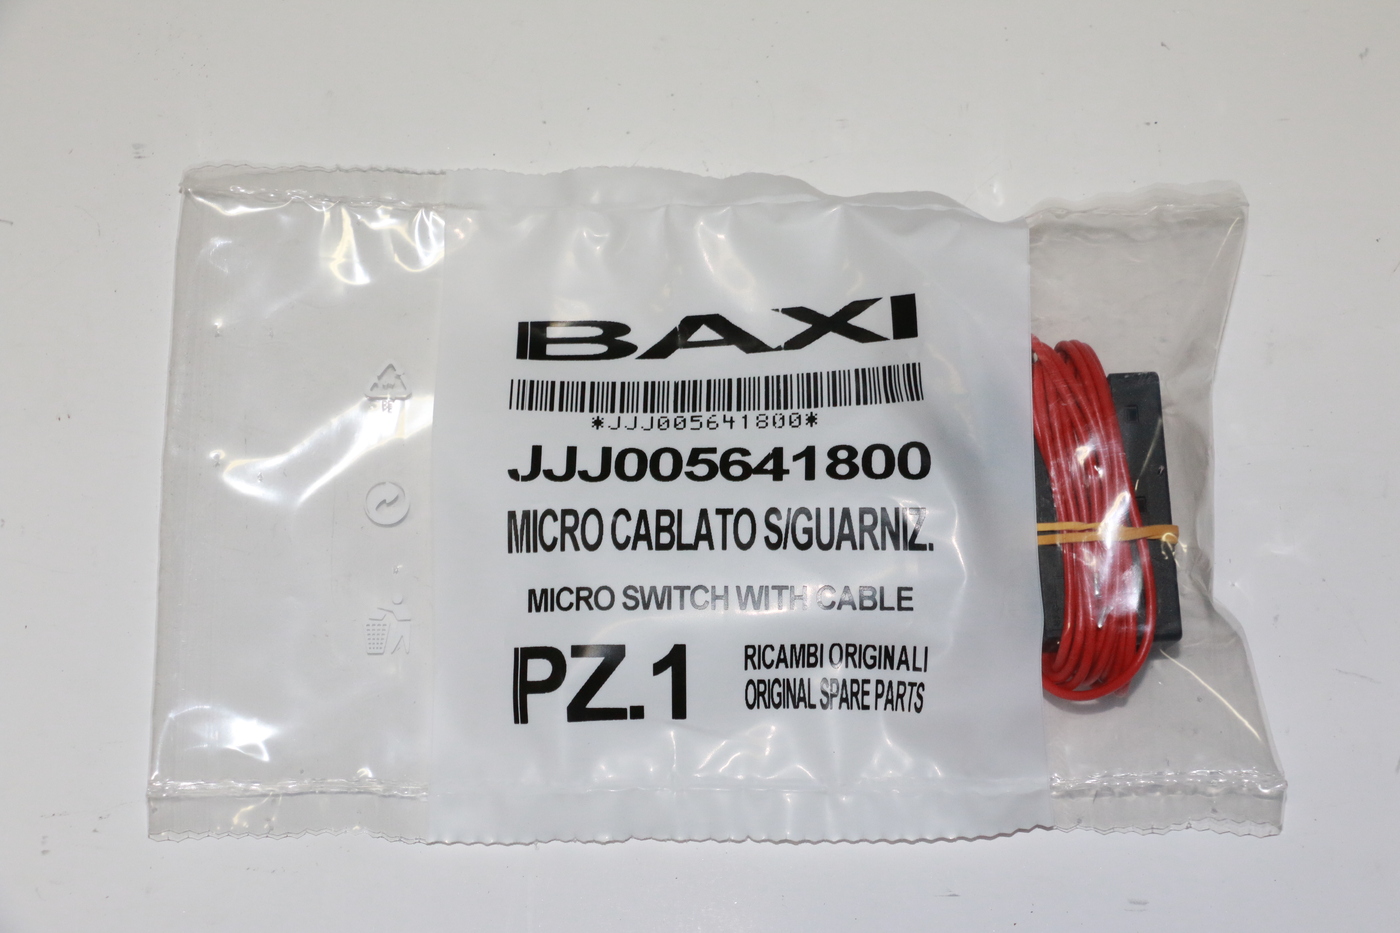 BAXI
*JJJ005641800*
JJJ005641800
MICRO CABLATO S/GUARNIZ.
MICRO SWITCH WITH CABLE
PZ.1
RICAMBI ORIGINALI
ORIGINAL SPARE PARTS